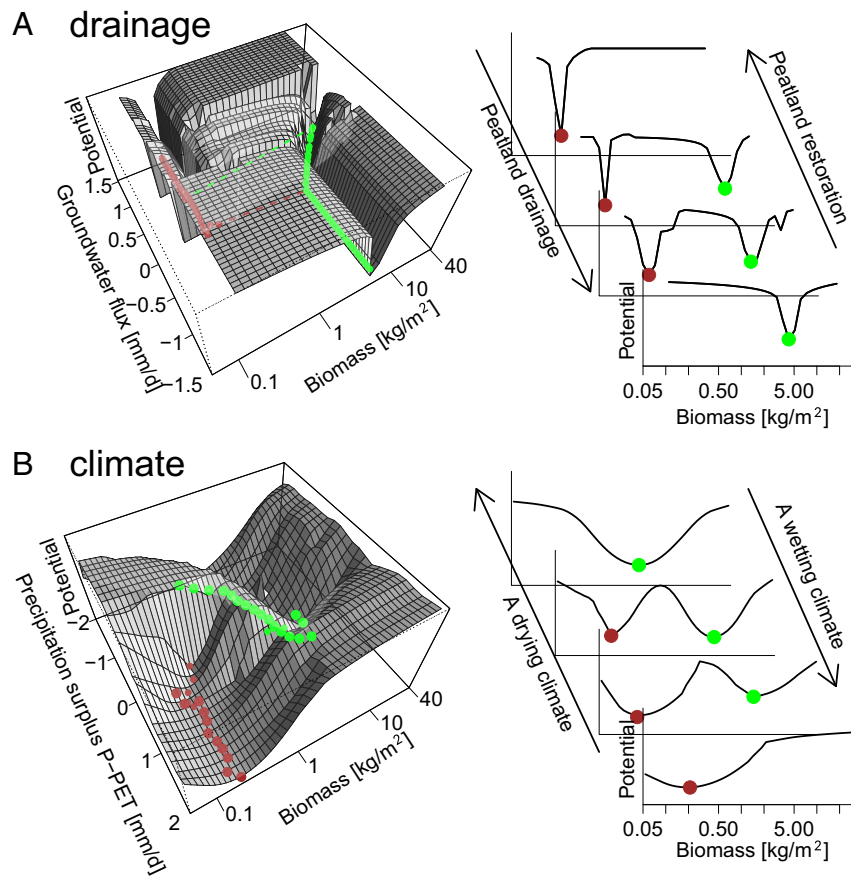 A drainage
Potential
Groundwater flux [mm/d]
1.5
1
0.5
0
−0.5
−1
−1.5
0.1
1
10
40
Biomass [kg/m2]
Peatland drainage
Peatland restoration
Potential
0.05 0.50 5.00
Biomass [kg/m2]
B climate
Potential
Precipitation surplus P−PET [mm/d]
−2
−1
0
1
2
0.1
1
10
40
Biomass [kg/m2]
A drying climate
A wetting climate
Potential
0.05 0.50 5.00
Biomass [kg/m2]